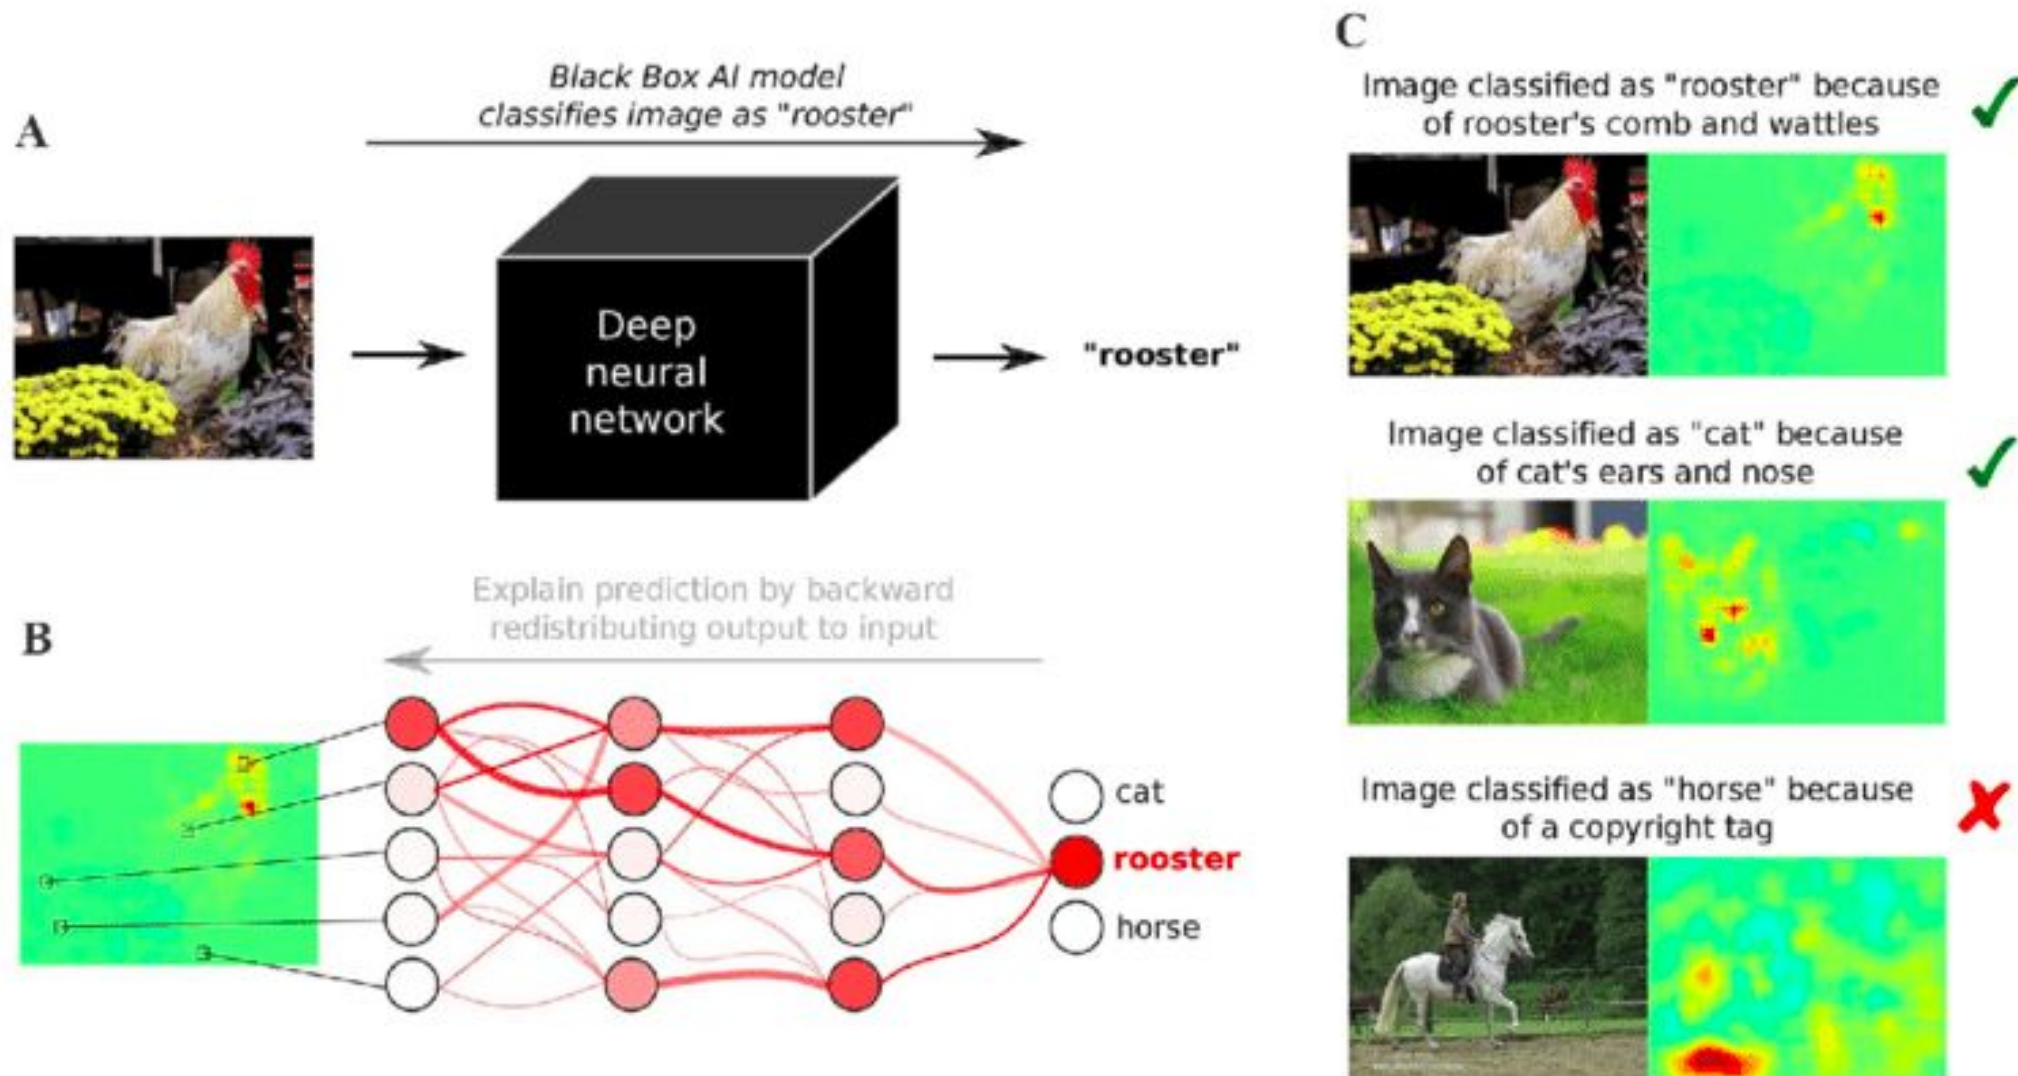 A
Black Box AI model
classifies image as "rooster"
Deep
neural
network
"rooster"
B
Explain prediction by backward
redistributing output to input
cat
rooster
horse
C
Image classified as "rooster" because
of rooster's comb and wattles
Image classified as "cat" because
of cat's ears and nose
Image classified as "horse" because
of a copyright tag